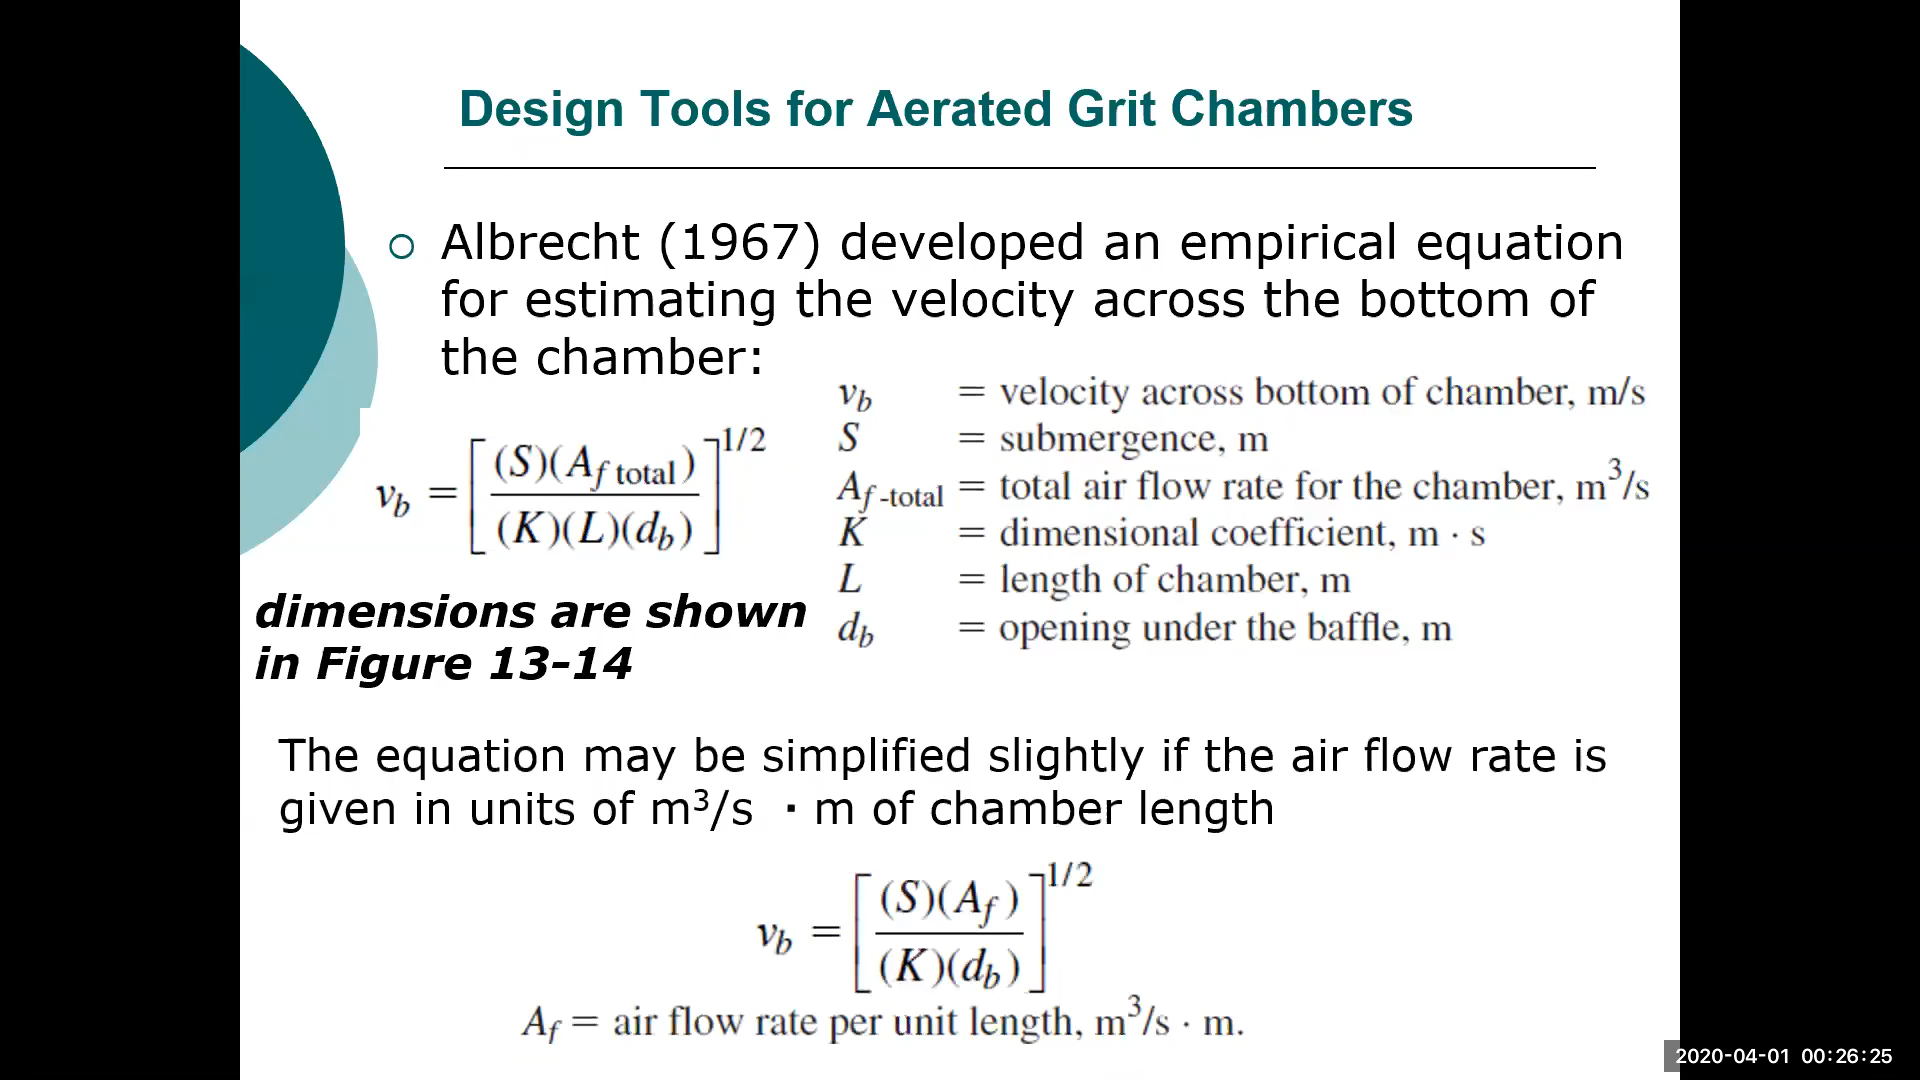 Design Tools for Aerated Grit Chambers
Albrecht (1967) developed an empirical equation
for estimating the velocity across the bottom of
the chamber:
v_b = [ (S)(A_f total) / (K)(L)(d_b) ]^1/2
v_b = velocity across bottom of chamber, m/s
S = submergence, m
A_f-total = total air flow rate for the chamber, m³/s
K = dimensional coefficient, m · s
L = length of chamber, m
d_b = opening under the baffle, m
dimensions are shown
in Figure 13-14
The equation may be simplified slightly if the air flow rate is
given in units of m³/s · m of chamber length
v_b = [ (S)(A_f) / (K)(d_b) ]^1/2
A_f = air flow rate per unit length, m³/s · m.
2020-04-01 00:26:25